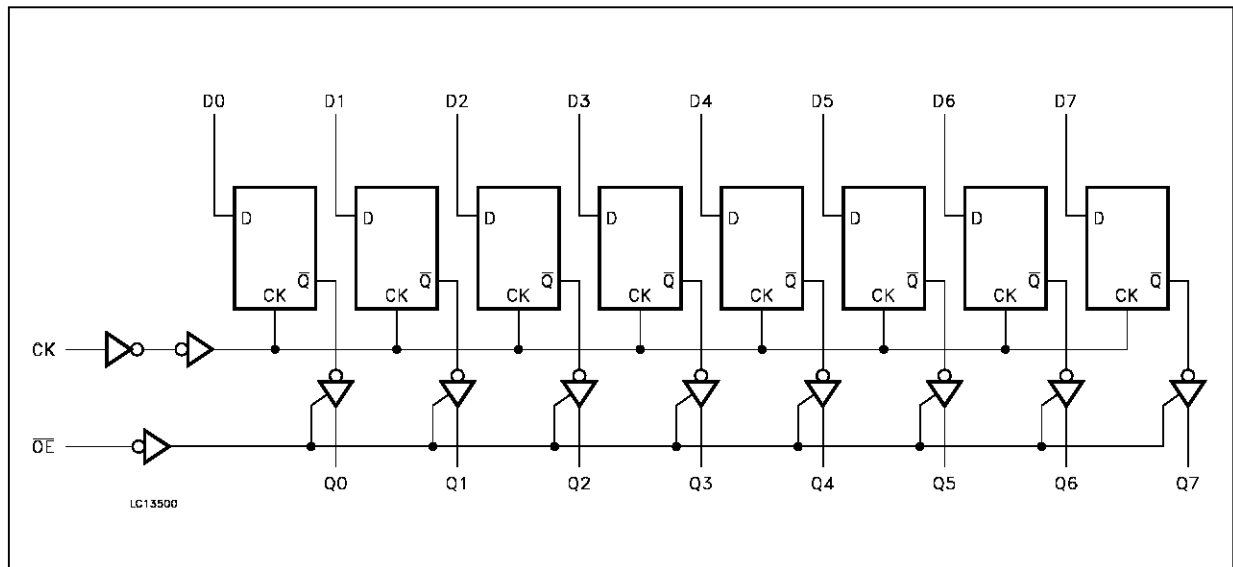 D0 D1 D2 D3 D4 D5 D6 D7
D D D D D D D D
Q̅ Q̅ Q̅ Q̅ Q̅ Q̅ Q̅ Q̅
CK CK CK CK CK CK CK CK
CK
O̅E̅
Q0 Q1 Q2 Q3 Q4 Q5 Q6 Q7
LC13500